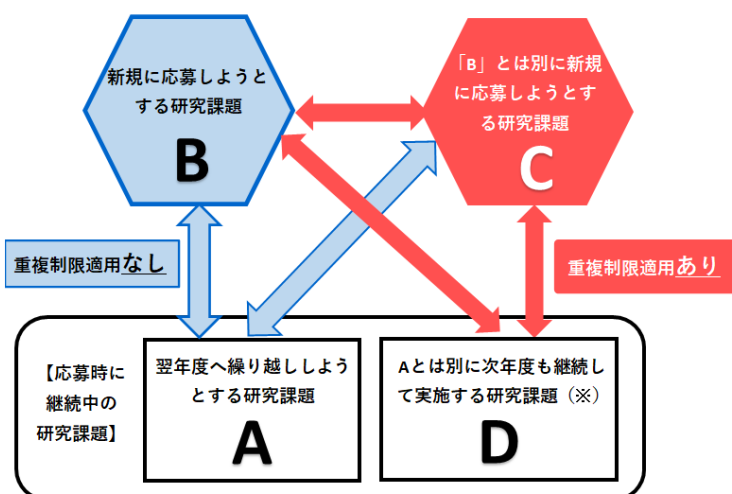 新規に応募しようと
する研究課題
B
「B」とは別に新規
に応募しようとす
る研究課題
C
重複制限適用なし
重複制限適用あり
【応募時に
継続中の
研究課題】
翌年度へ繰り越ししよう
とする研究課題
A
Aとは別に次年度も継続し
て実施する研究課題（※）
D